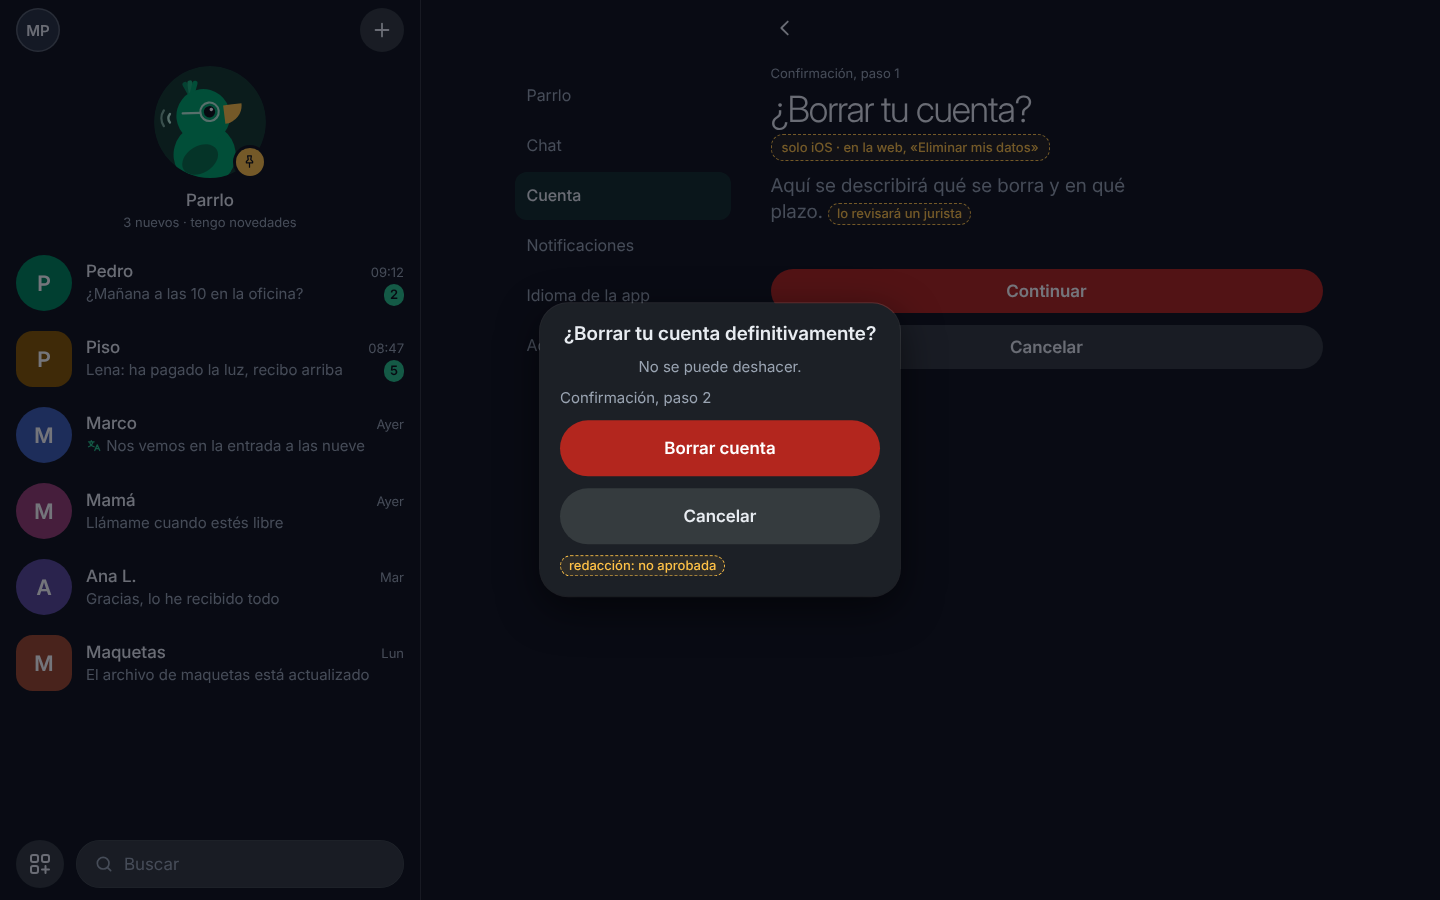 MP
Parrlo
3 nuevos · tengo novedades
P
Pedro
09:12
¿Mañana a las 10 en la oficina?
2
P
Piso
08:47
Lena: ha pagado la luz, recibo arriba
5
M
Marco
Ayer
Nos vemos en la entrada a las nueve
M
Mamá
Ayer
Llámame cuando estés libre
A
Ana L.
Mar
Gracias, lo he recibido todo
M
Maquetas
Lun
El archivo de maquetas está actualizado
Buscar
Parrlo
Chat
Cuenta
Notificaciones
Idioma de la app
Confirmación, paso 1
¿Borrar tu cuenta?
solo iOS · en la web, «Eliminar mis datos»
Aquí se describirá qué se borra y en qué
plazo. lo revisará un jurista
Continuar
Cancelar
¿Borrar tu cuenta definitivamente?
No se puede deshacer.
Confirmación, paso 2
Borrar cuenta
Cancelar
redacción: no aprobada